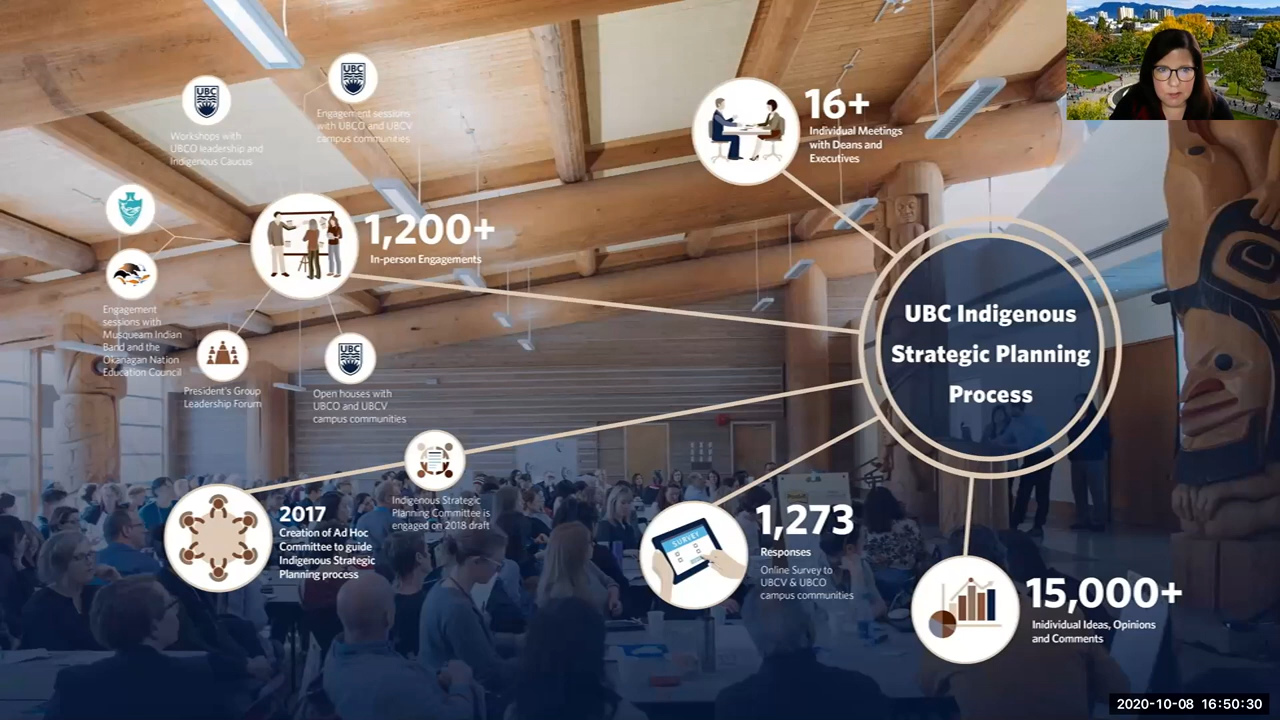 UBC
UBC
Workshops with
UBCO leadership and
Indigenous Caucus
Engagement sessions
with UBCO and UBCV
campus communities
16+
Individual Meetings
with Deans and
Executives
1,200+
In-person Engagements
Engagement
sessions with
Musqueam Indian
Band and the
Okanagan Nation
Education Council
President's Group
Leadership Forum
UBC
Open houses with
UBCO and UBCV
campus communities
UBC Indigenous
Strategic Planning
Process
Indigenous Strategic
Planning Committee is
engaged on 2018 draft
2017
Creation of Ad Hoc
Committee to guide
Indigenous Strategic
Planning process
SURVEY
1,273
Responses
Online Survey to
UBCV & UBCO
campus communities
15,000+
Inidividual Ideas, Opinions
and Comments
2020-10-08 16:50:30